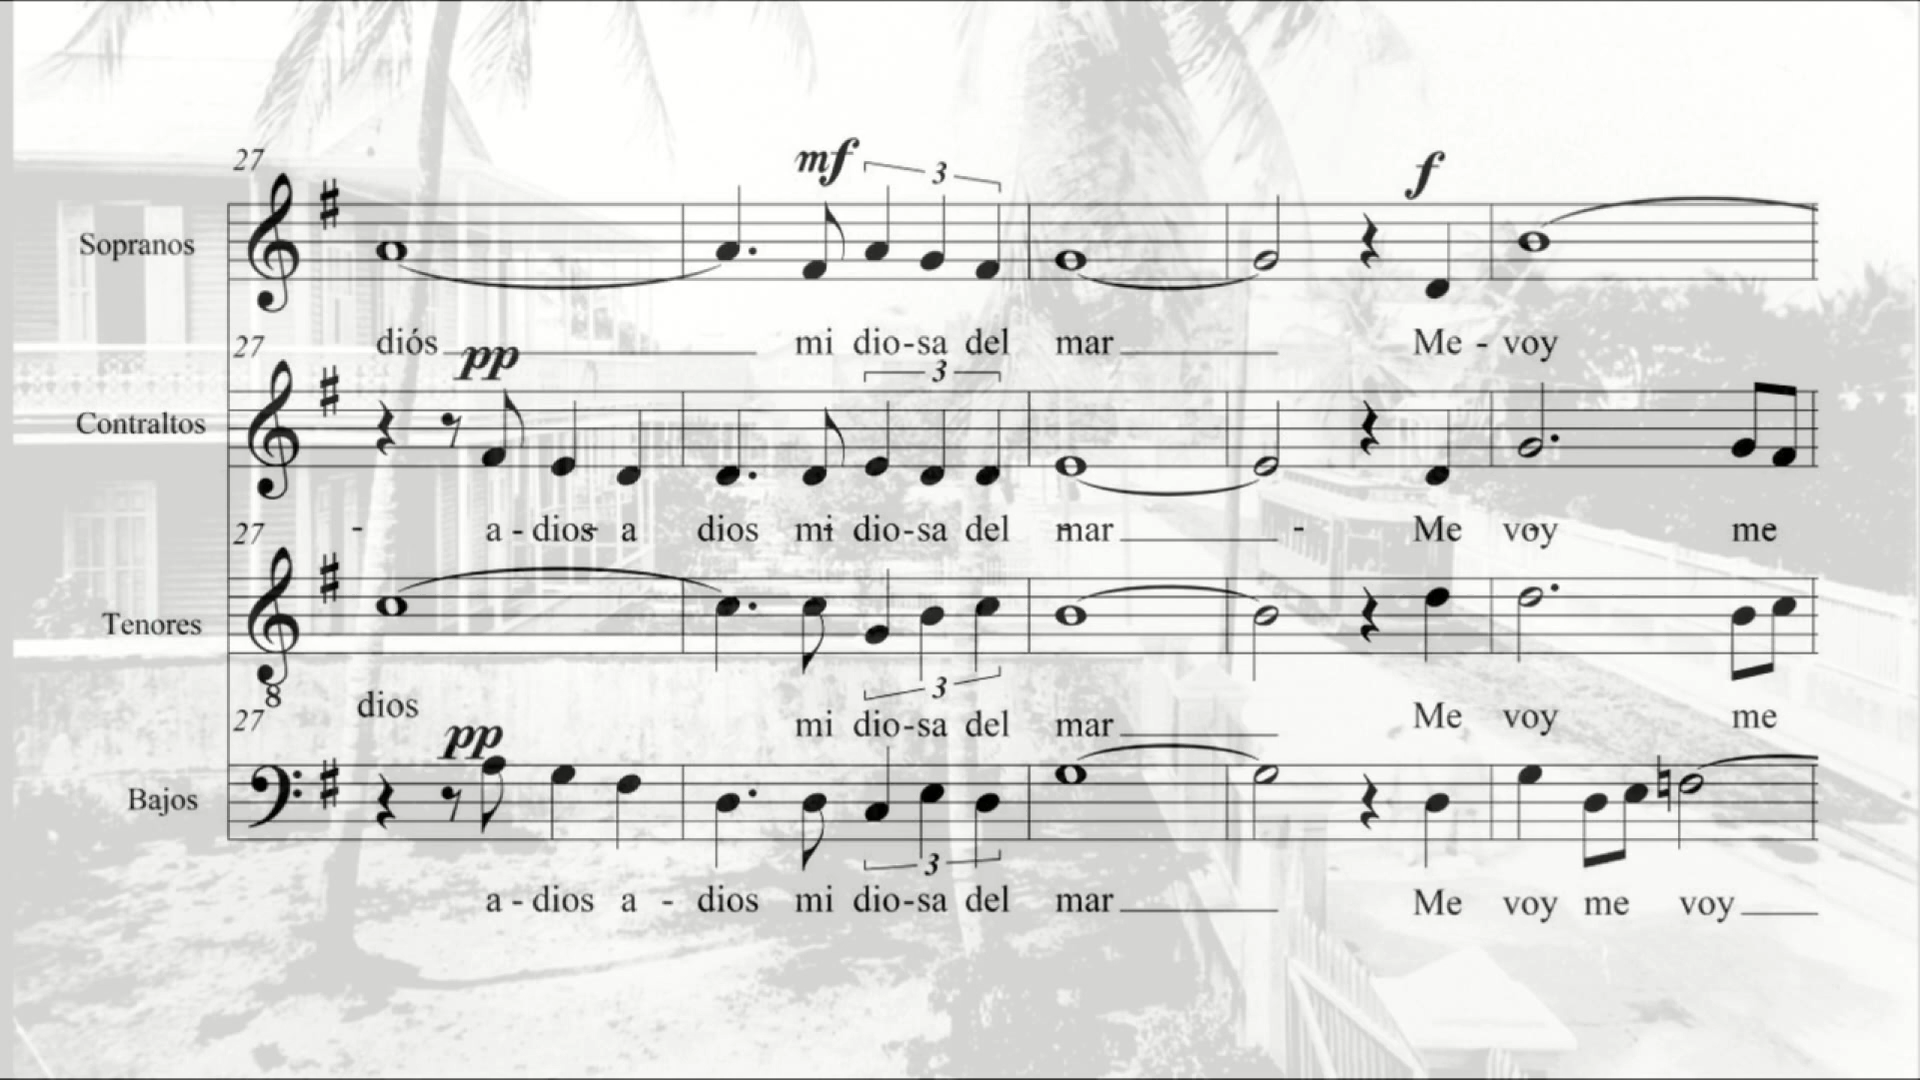 27
mf 3 f
Sopranos
diós mi dio-sa del mar Me - voy
27 pp 3
Contraltos
- a - dios - a dios mi dio-sa del mar - Me voy me
27
Tenores
8
3
dios mi dio-sa del mar Me voy me
27 pp
Bajos
3
a - dios a - dios mi dio-sa del mar Me voy me voy